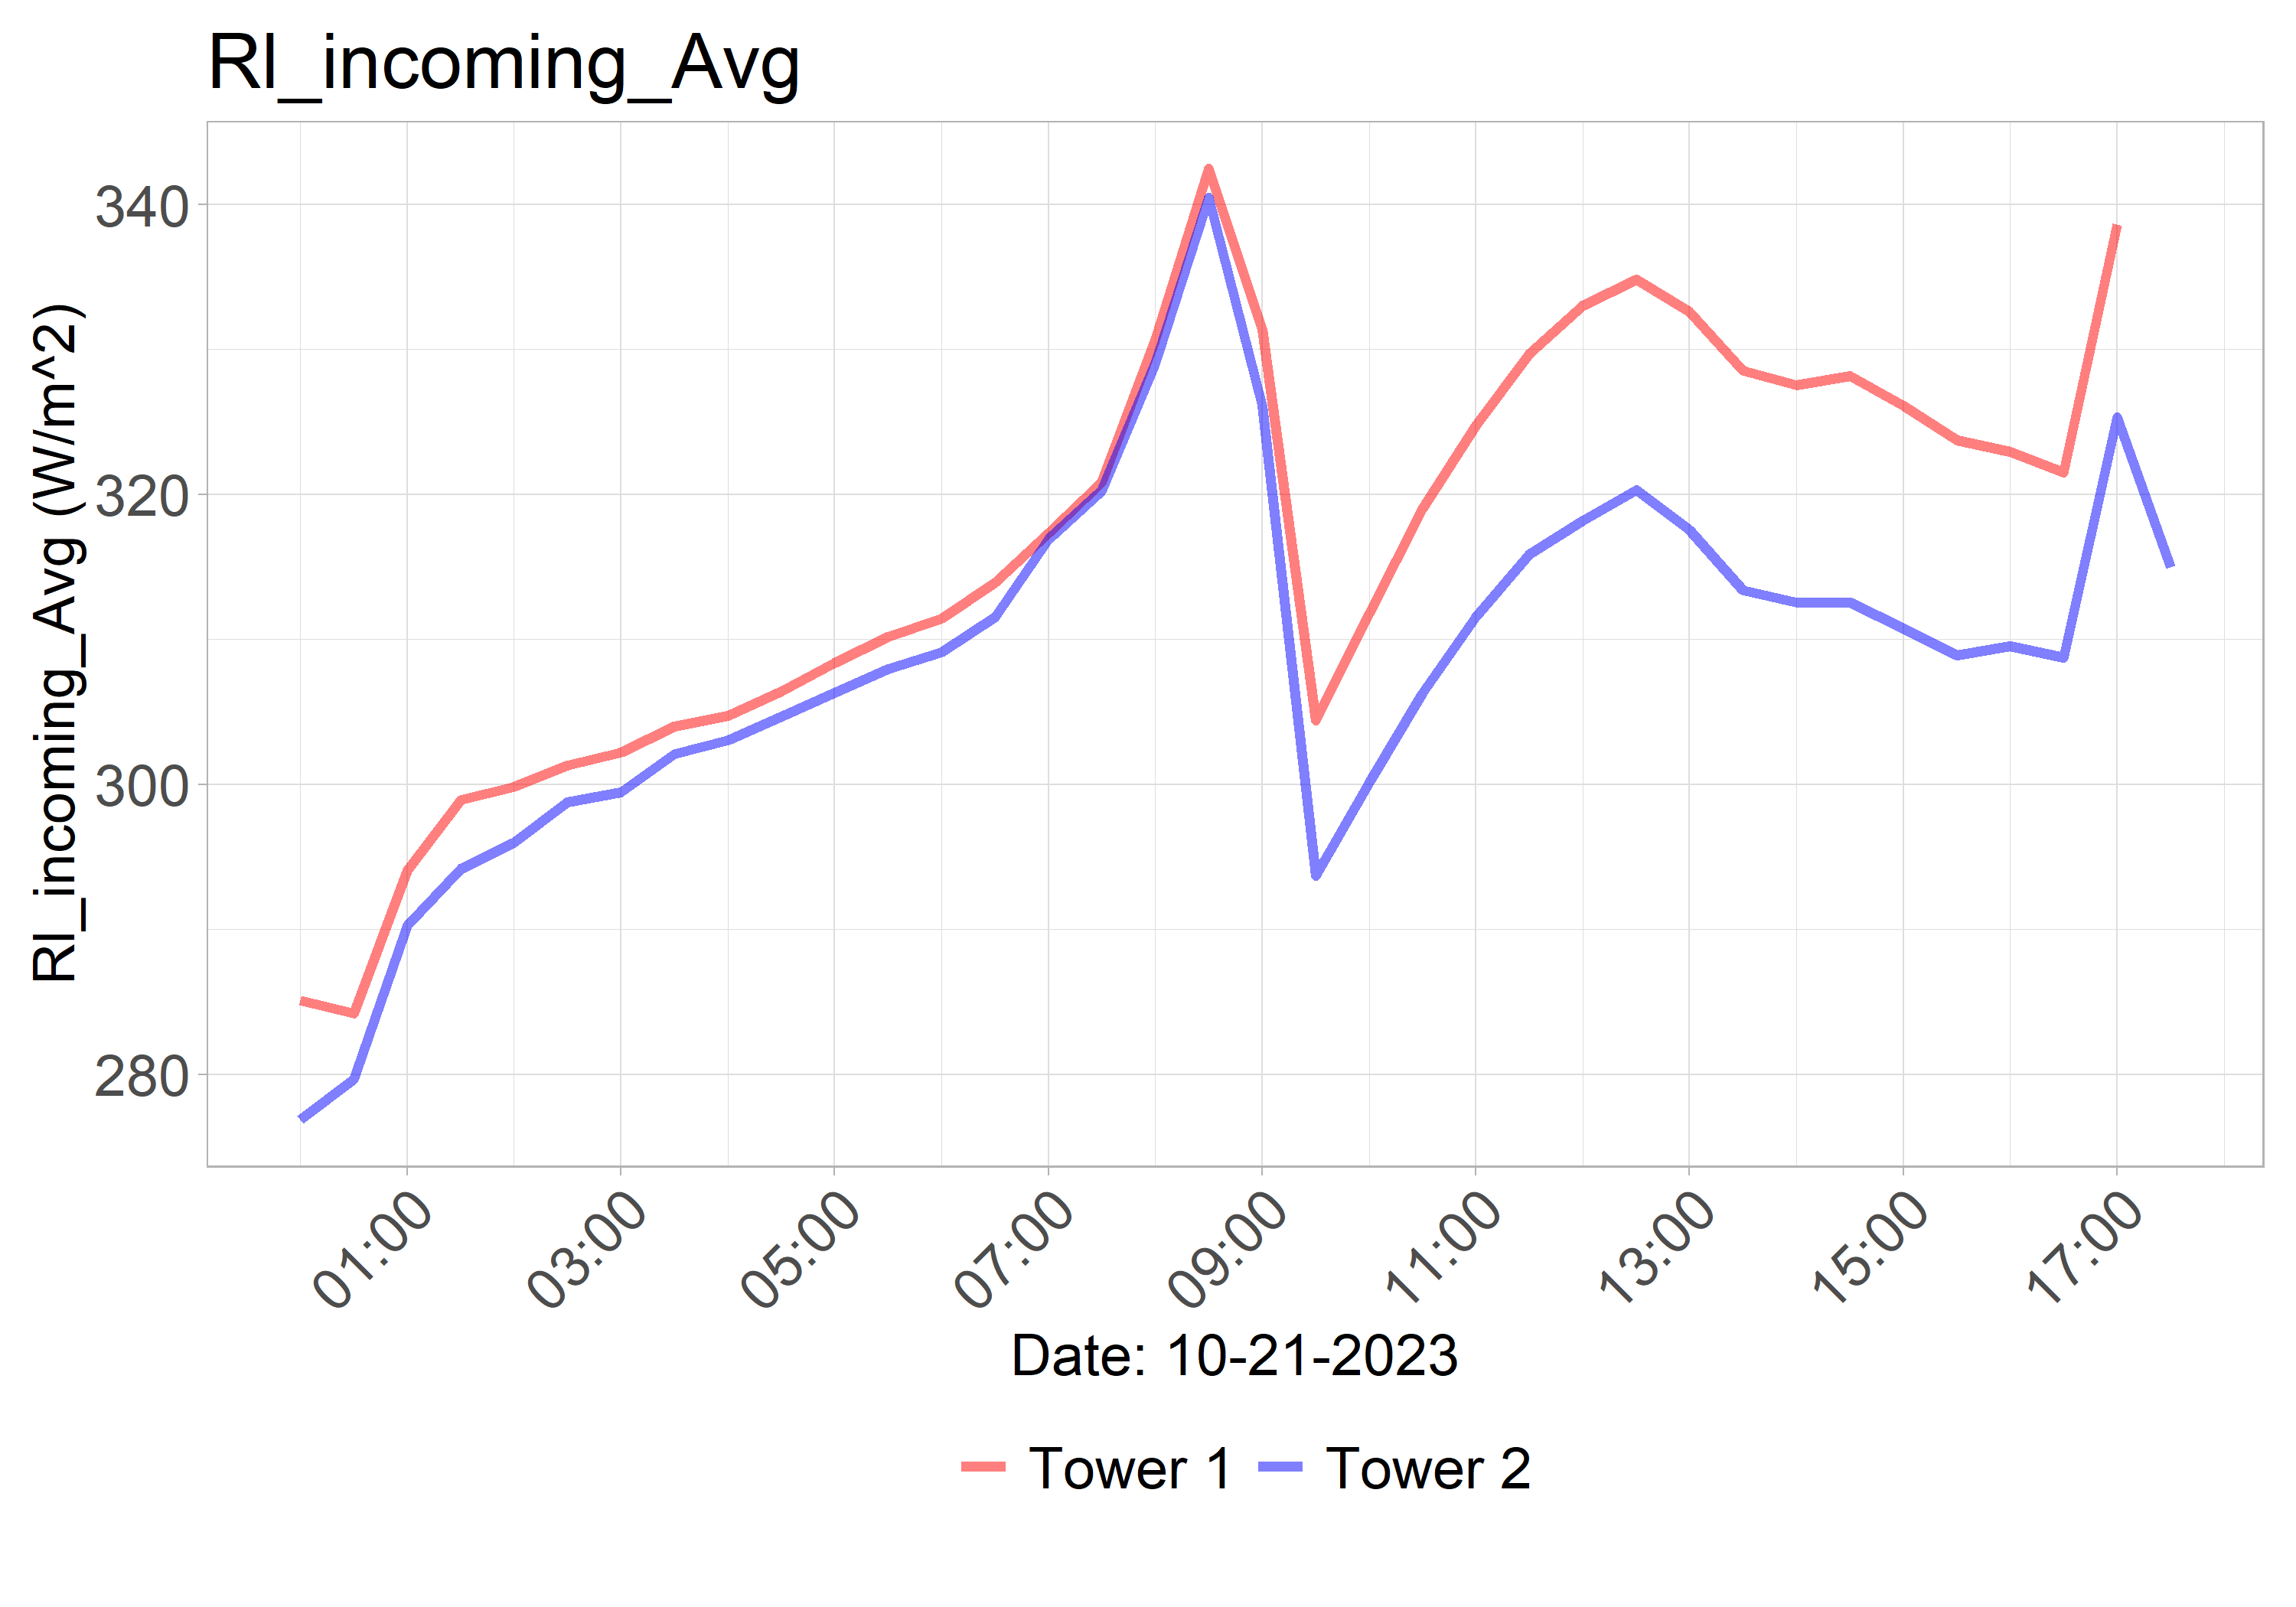 Rl_incoming_Avg
Rl_incoming_Avg (W/m^2)
340
320
300
280
01:00
03:00
05:00
07:00
09:00
11:00
13:00
15:00
17:00
Date: 10-21-2023
Tower 1
Tower 2